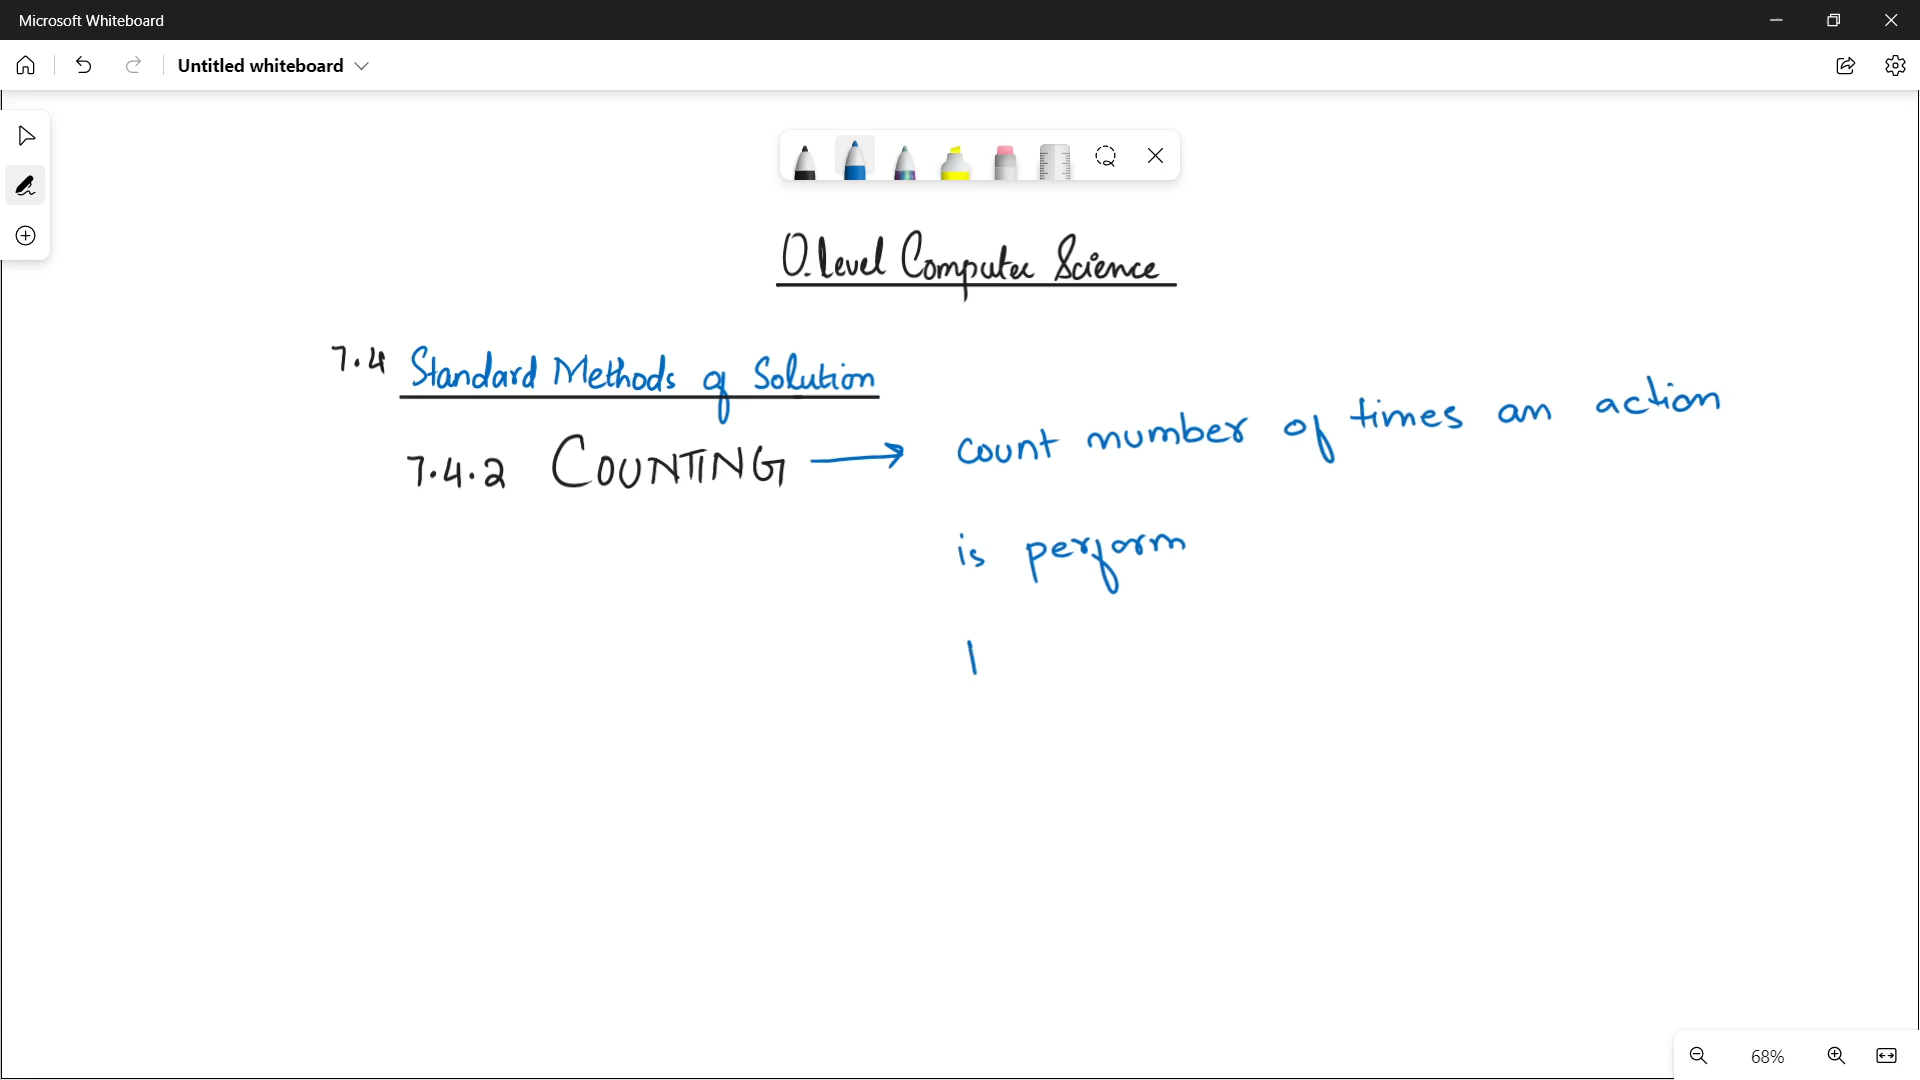 Microsoft Whiteboard
Untitled whiteboard
O.level Computer Science
7.4 Standard Methods of Solution
7.4.2 COUNTING → count number of times an action
is perform
68%